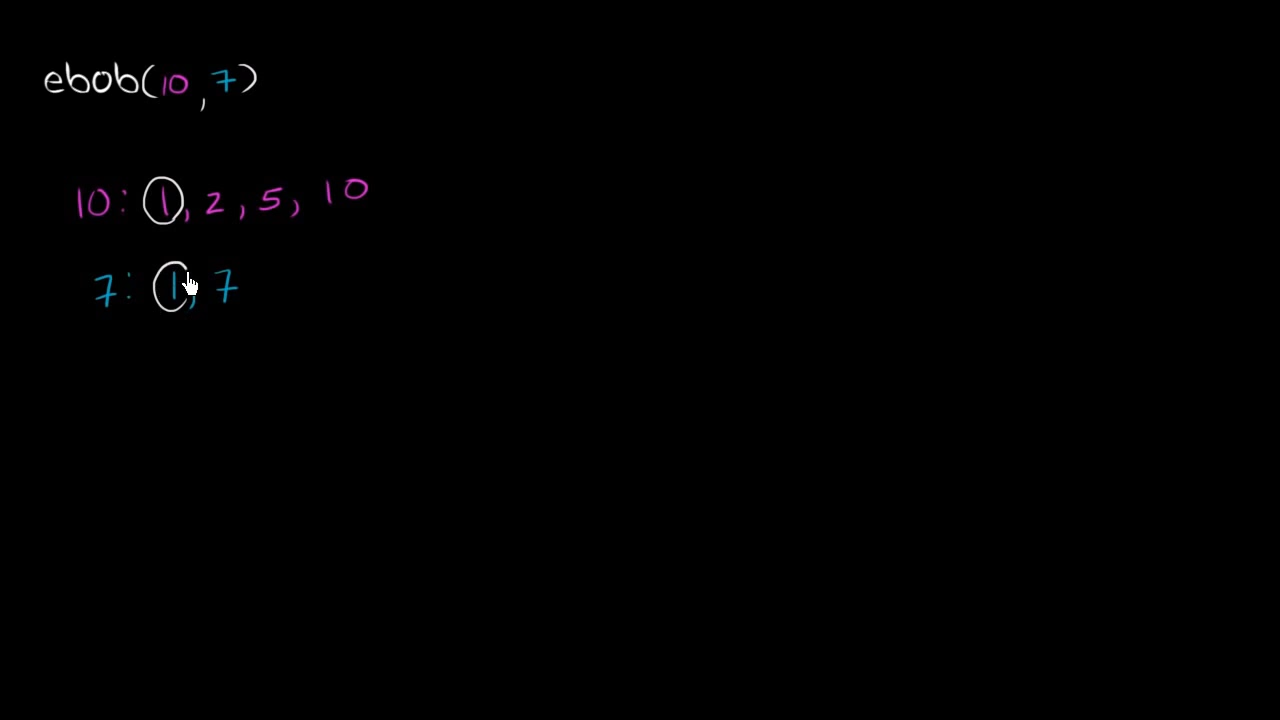 ebob(10,7)
10: 1, 2, 5, 10
7: 1, 7